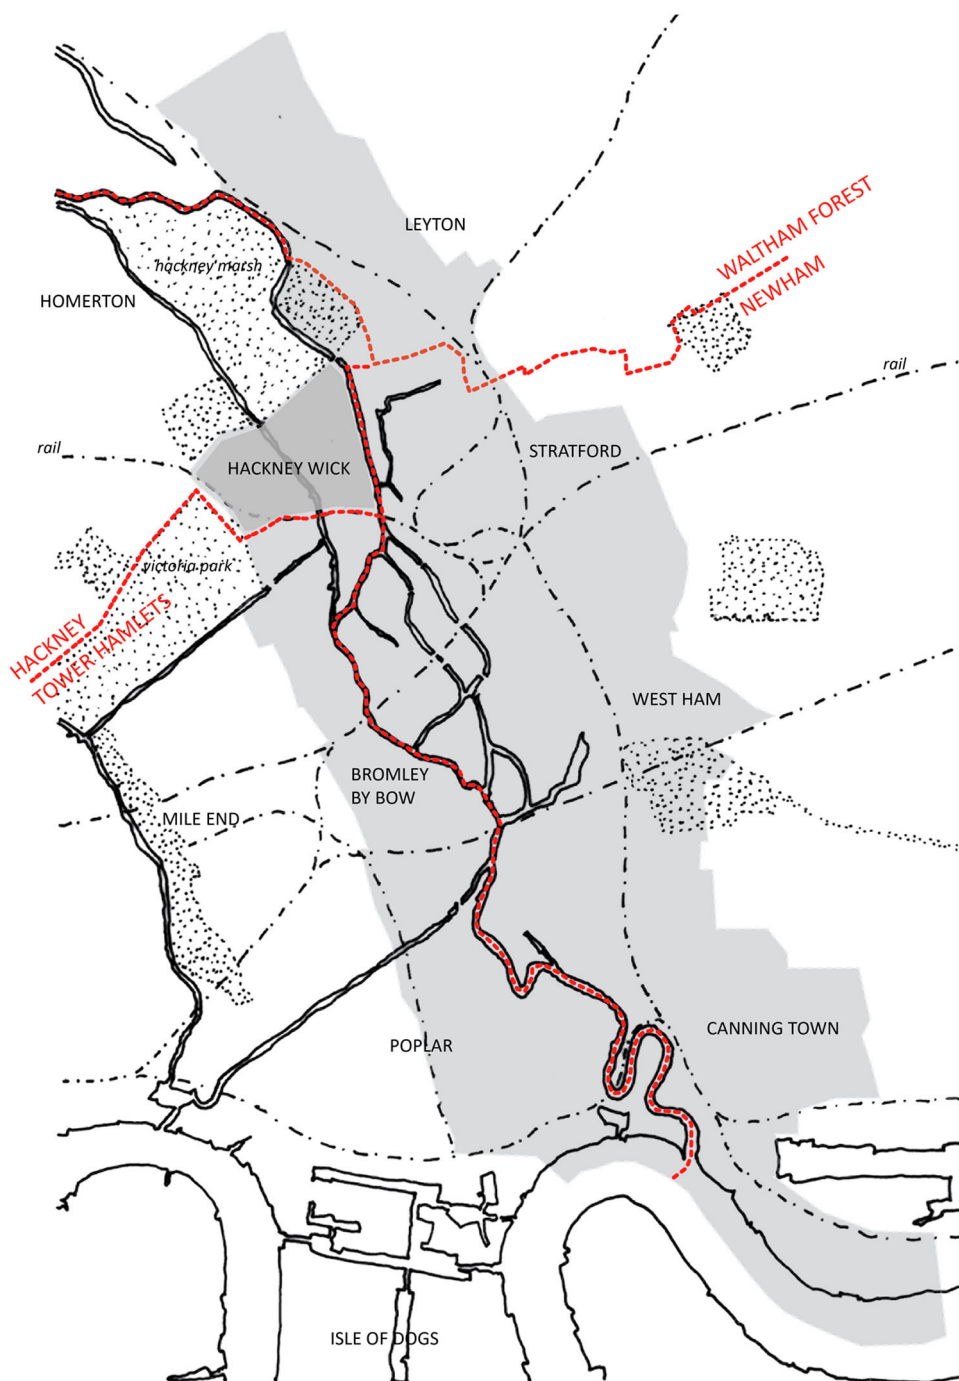 LEYTON
WALTHAM FOREST
NEWHAM
hackney marsh
HOMERTON
rail
rail
STRATFORD
HACKNEY WICK
victoria park
HACKNEY
TOWER HAMLETS
WEST HAM
BROMLEY
BY BOW
MILE END
CANNING TOWN
POPLAR
ISLE OF DOGS